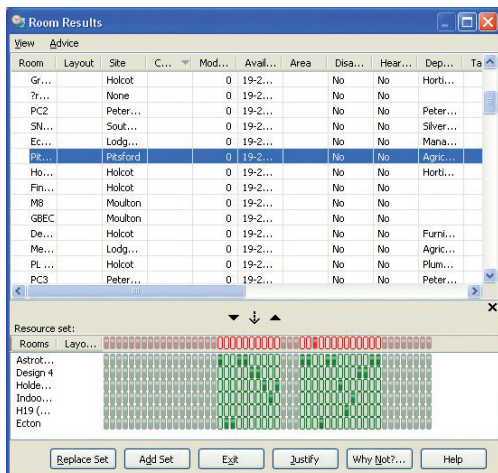 Room Results
View Advice
Room Layout Site C... Mod... Avail... Area Disa... Hear... Dep... Ta
Gr... Holcot 0 19-2... No No Horti...
?r... None 0 19-2... No No
PC2 Peter... 0 19-2... No No Peter...
SN... Sout... 0 19-2... No No Silver...
Ec... Lodg... 0 19-2... No No Mana...
Pit... Pitsford 0 19-2... No No Agric...
Ho... Holcot 0 19-2... No No Horti...
Fin... Holcot 0 19-2... No No
M8 Moulton 0 19-2... No No
GBEC Moulton 0 19-2... No No
De... Holcot 0 19-2... No No Furni...
Me... Lodg... 0 19-2... No No Agric...
PL ... Holcot 0 19-2... No No Plum...
PC3 Peter... 0 19-2... No No Peter...
Resource set:
Rooms Layo...
Astrot...
Design 4
Holde...
Indoo...
H19 (...
Ecton
Replace Set Add Set Exit Justify Why Not?... Help